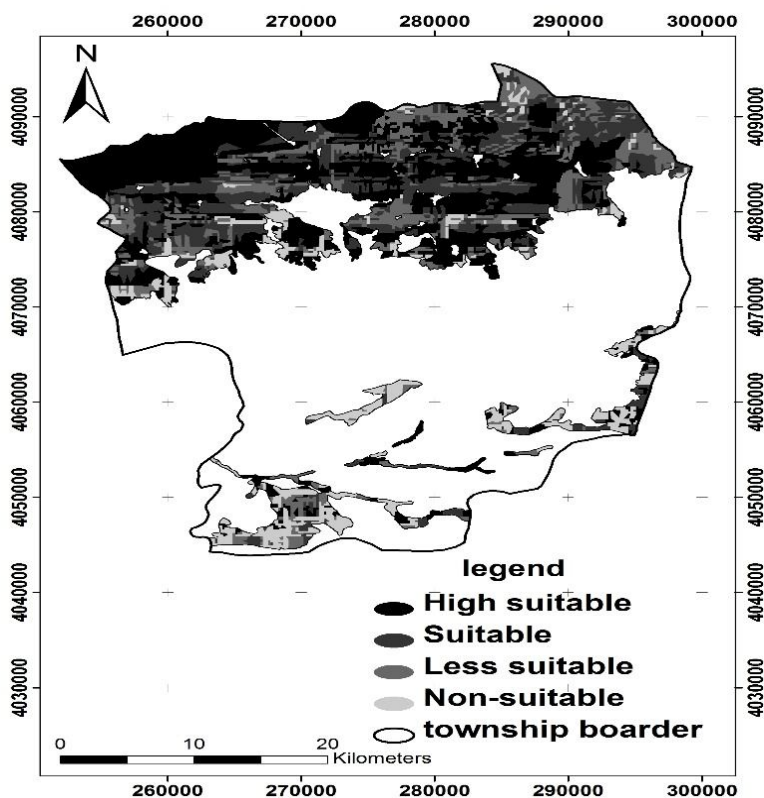 260000 270000 280000 290000 300000
N
4090000 4090000
4080000 4080000
4070000 4070000
4060000 4060000
4050000 4050000
4040000 4040000
4030000 4030000
legend
High suitable
Suitable
Less suitable
Non-suitable
township boarder
0 10 20
Kilometers
260000 270000 280000 290000 300000